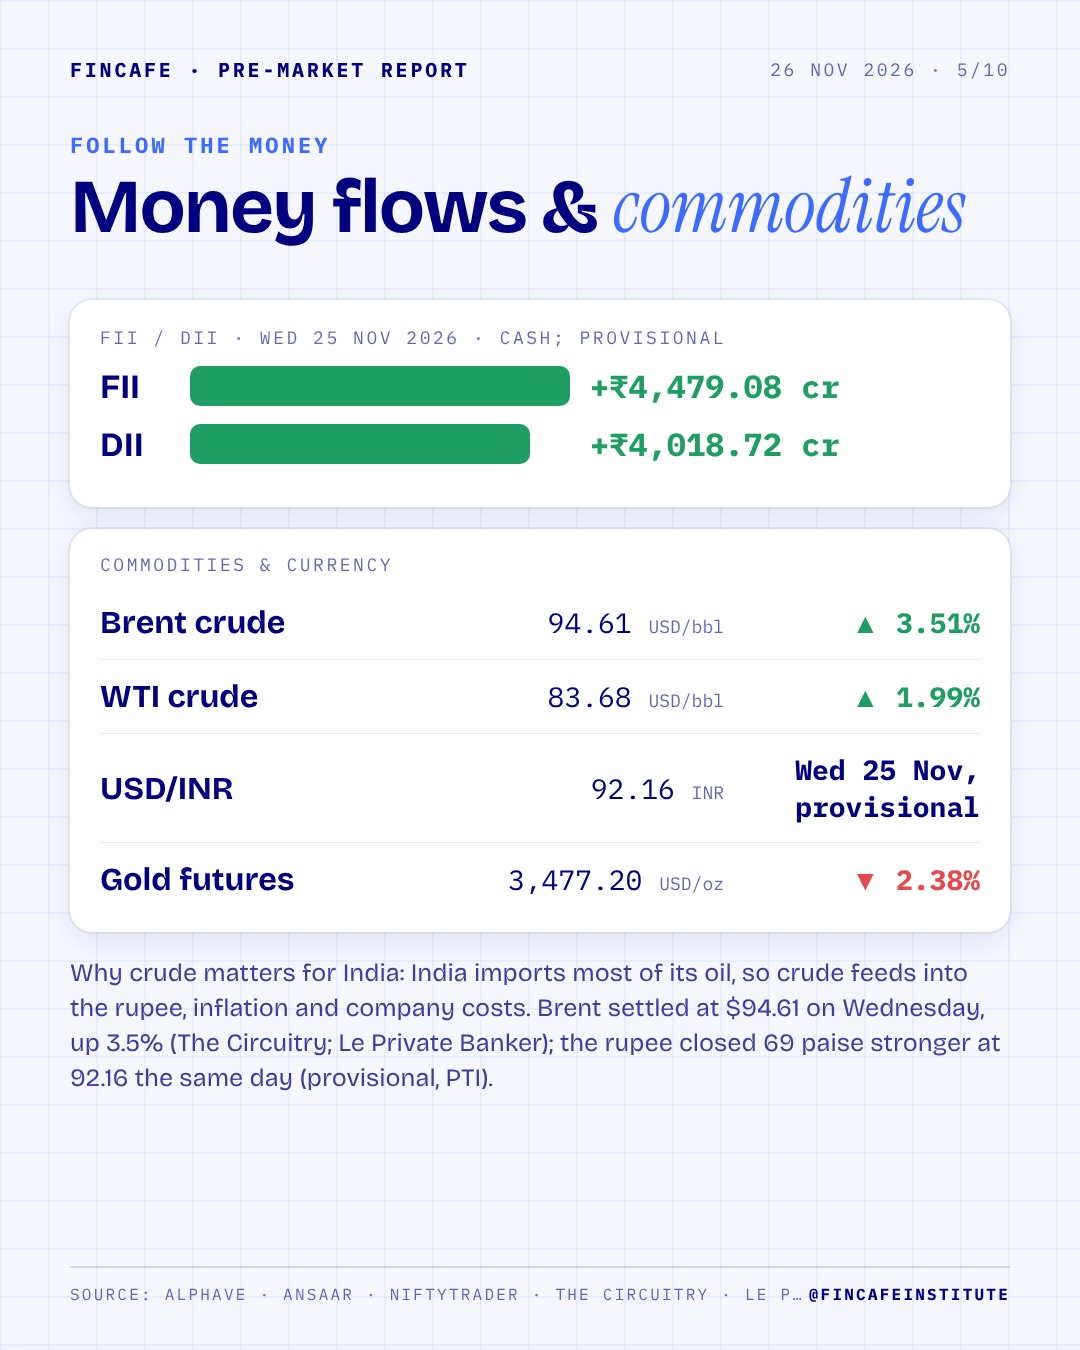 FINCAFE · PRE-MARKET REPORT
26 NOV 2026 · 5/10
FOLLOW THE MONEY
Money flows & commodities
FII / DII · WED 25 NOV 2026 · CASH; PROVISIONAL
FII +₹4,479.08 cr
DII +₹4,018.72 cr
COMMODITIES & CURRENCY
Brent crude 94.61 USD/bbl ▲ 3.51%
WTI crude 83.68 USD/bbl ▲ 1.99%
USD/INR 92.16 INR Wed 25 Nov,
provisional
Gold futures 3,477.20 USD/oz ▼ 2.38%
Why crude matters for India: India imports most of its oil, so crude feeds into
the rupee, inflation and company costs. Brent settled at $94.61 on Wednesday,
up 3.5% (The Circuitry; Le Private Banker); the rupee closed 69 paise stronger at
92.16 the same day (provisional, PTI).
SOURCE: ALPHAVE · ANSAAR · NIFTYTRADER · THE CIRCUITRY · LE P… @FINCAFEINSTITUTE